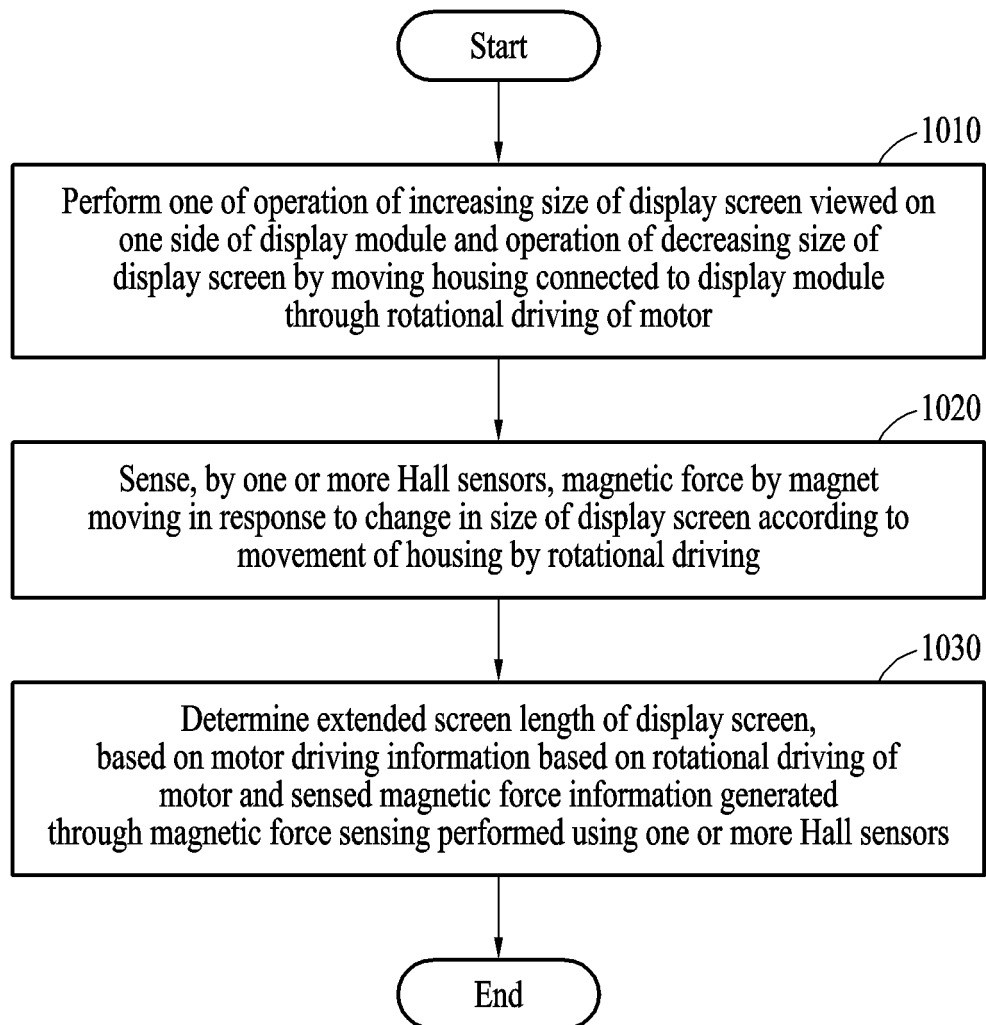 Start
1010
Perform one of operation of increasing size of display screen viewed on
one side of display module and operation of decreasing size of
display screen by moving housing connected to display module
through rotational driving of motor
1020
Sense, by one or more Hall sensors, magnetic force by magnet
moving in response to change in size of display screen according to
movement of housing by rotational driving
1030
Determine extended screen length of display screen,
based on motor driving information based on rotational driving of
motor and sensed magnetic force information generated
through magnetic force sensing performed using one or more Hall sensors
End